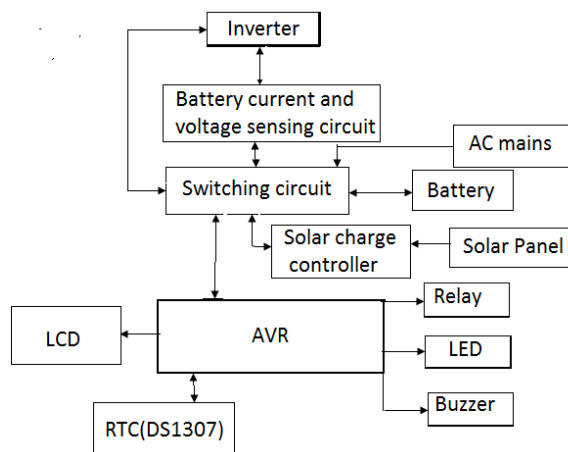 Inverter
Battery current and
voltage sensing circuit
AC mains
Switching circuit
Battery
Solar charge
controller
Solar Panel
Relay
LCD
AVR
LED
Buzzer
RTC(DS1307)